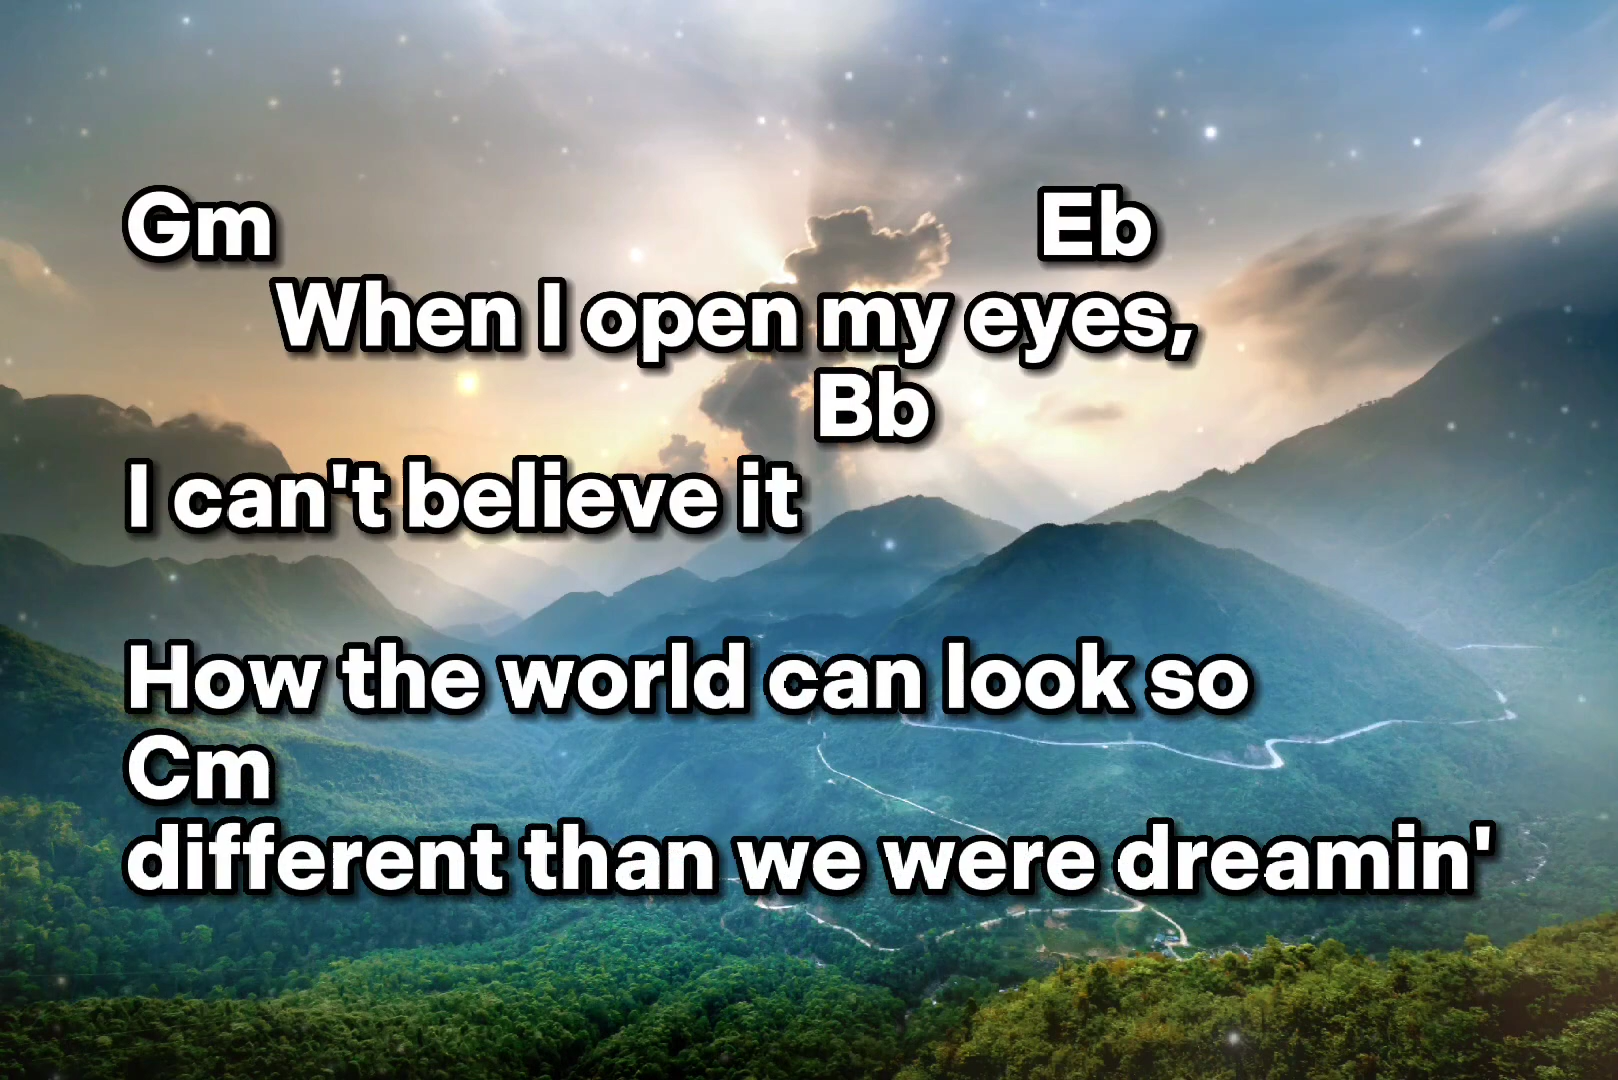 Gm Eb
When I open my eyes,
Bb
I can't believe it
How the world can look so
Cm
different than we were dreamin'